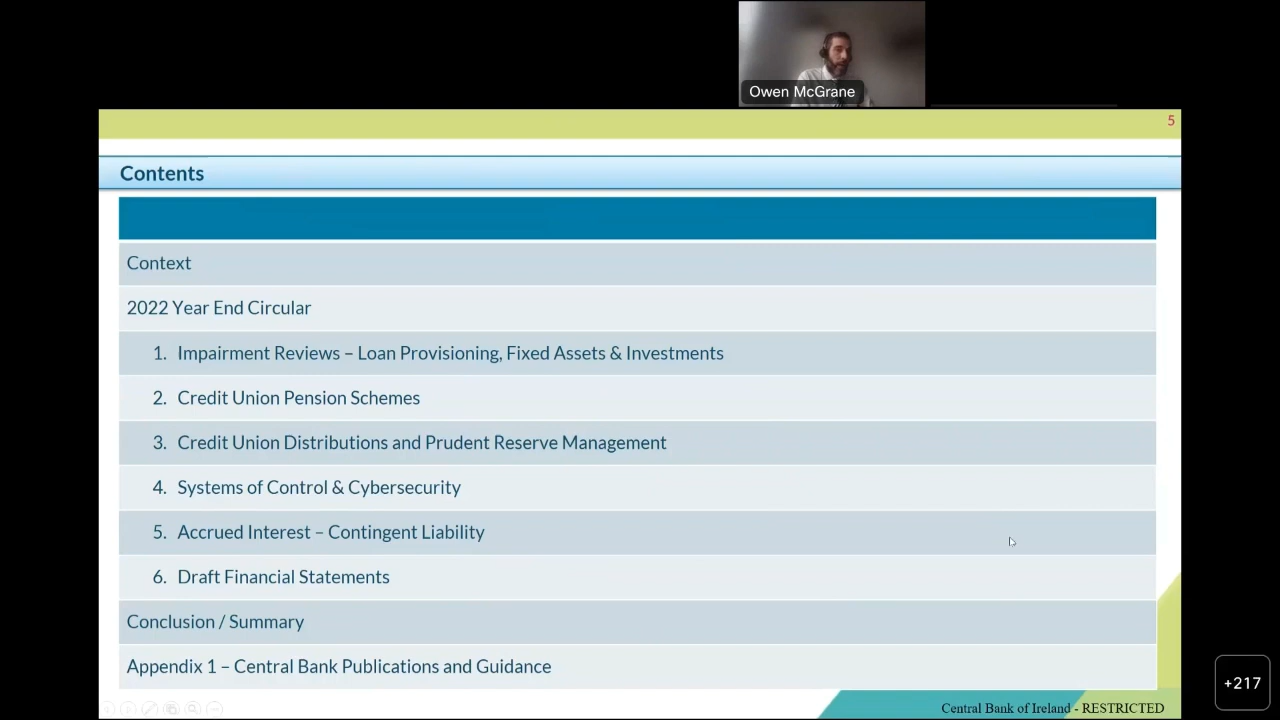 Owen McGrane
5
Contents
Context
2022 Year End Circular
1. Impairment Reviews – Loan Provisioning, Fixed Assets & Investments
2. Credit Union Pension Schemes
3. Credit Union Distributions and Prudent Reserve Management
4. Systems of Control & Cybersecurity
5. Accrued Interest – Contingent Liability
6. Draft Financial Statements
Conclusion / Summary
Appendix 1 – Central Bank Publications and Guidance
+217
Central Bank of Ireland - RESTRICTED